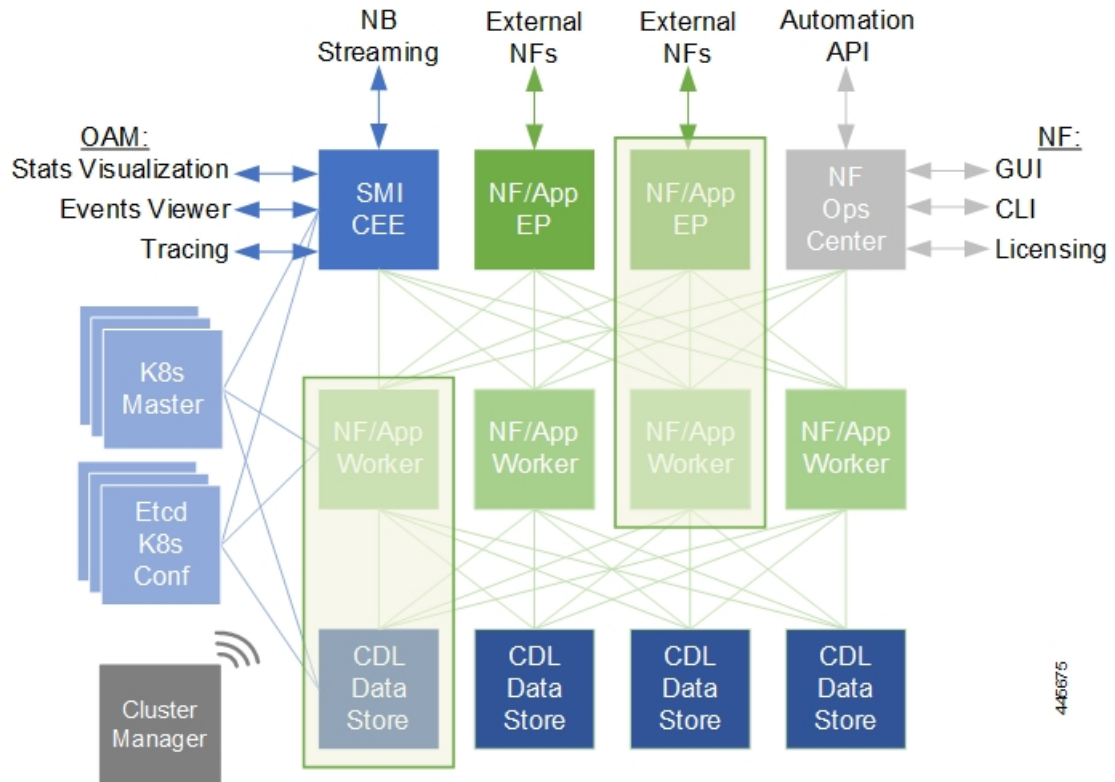 NB
Streaming
External
NFs
External
NFs
Automation
API
OAM:
Stats Visualization
Events Viewer
Tracing
SMI
CEE
NF/App
EP
NF/App
EP
NF
Ops
Center
NF:
GUI
CLI
Licensing
K8s
Master
NF/App
Worker
NF/App
Worker
NF/App
Worker
NF/App
Worker
Etcd
K8s
Conf
Cluster
Manager
CDL
Data
Store
CDL
Data
Store
CDL
Data
Store
CDL
Data
Store
445675